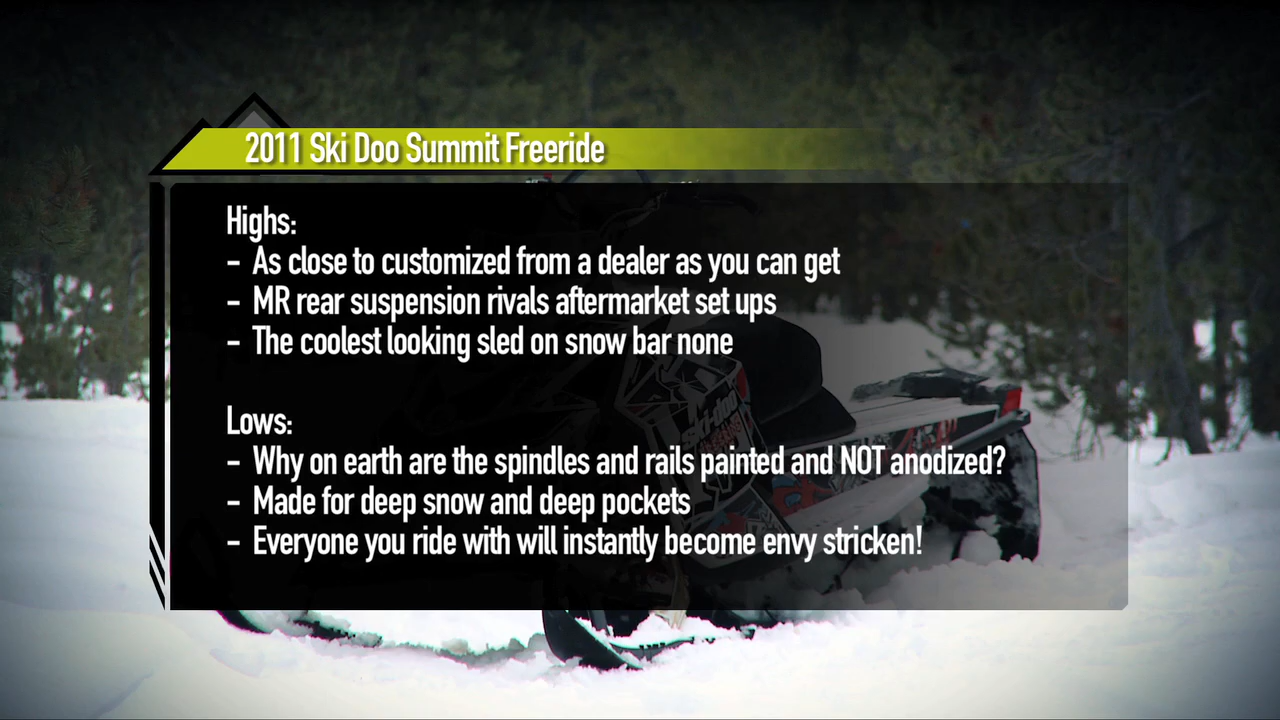 2011 Ski Doo Summit Freeride
Highs:
- As close to customized from a dealer as you can get
- MR rear suspension rivals aftermarket set ups
- The coolest looking sled on snow bar none
Lows:
- Why on earth are the spindles and rails painted and NOT anodized?
- Made for deep snow and deep pockets
- Everyone you ride with will instantly become envy stricken!
ski-doo